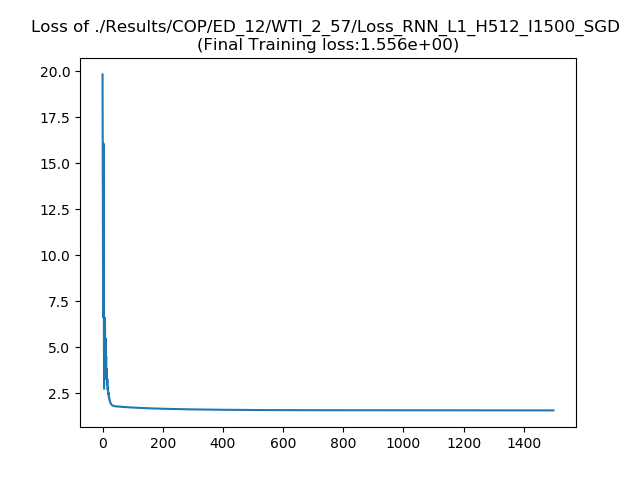 Loss of ./Results/COP/ED_12/WTI_2_57/Loss_RNN_L1_H512_I1500_SGD
(Final Training loss:1.556e+00)
20.0
17.5
15.0
12.5
10.0
7.5
5.0
2.5
0 200 400 600 800 1000 1200 1400